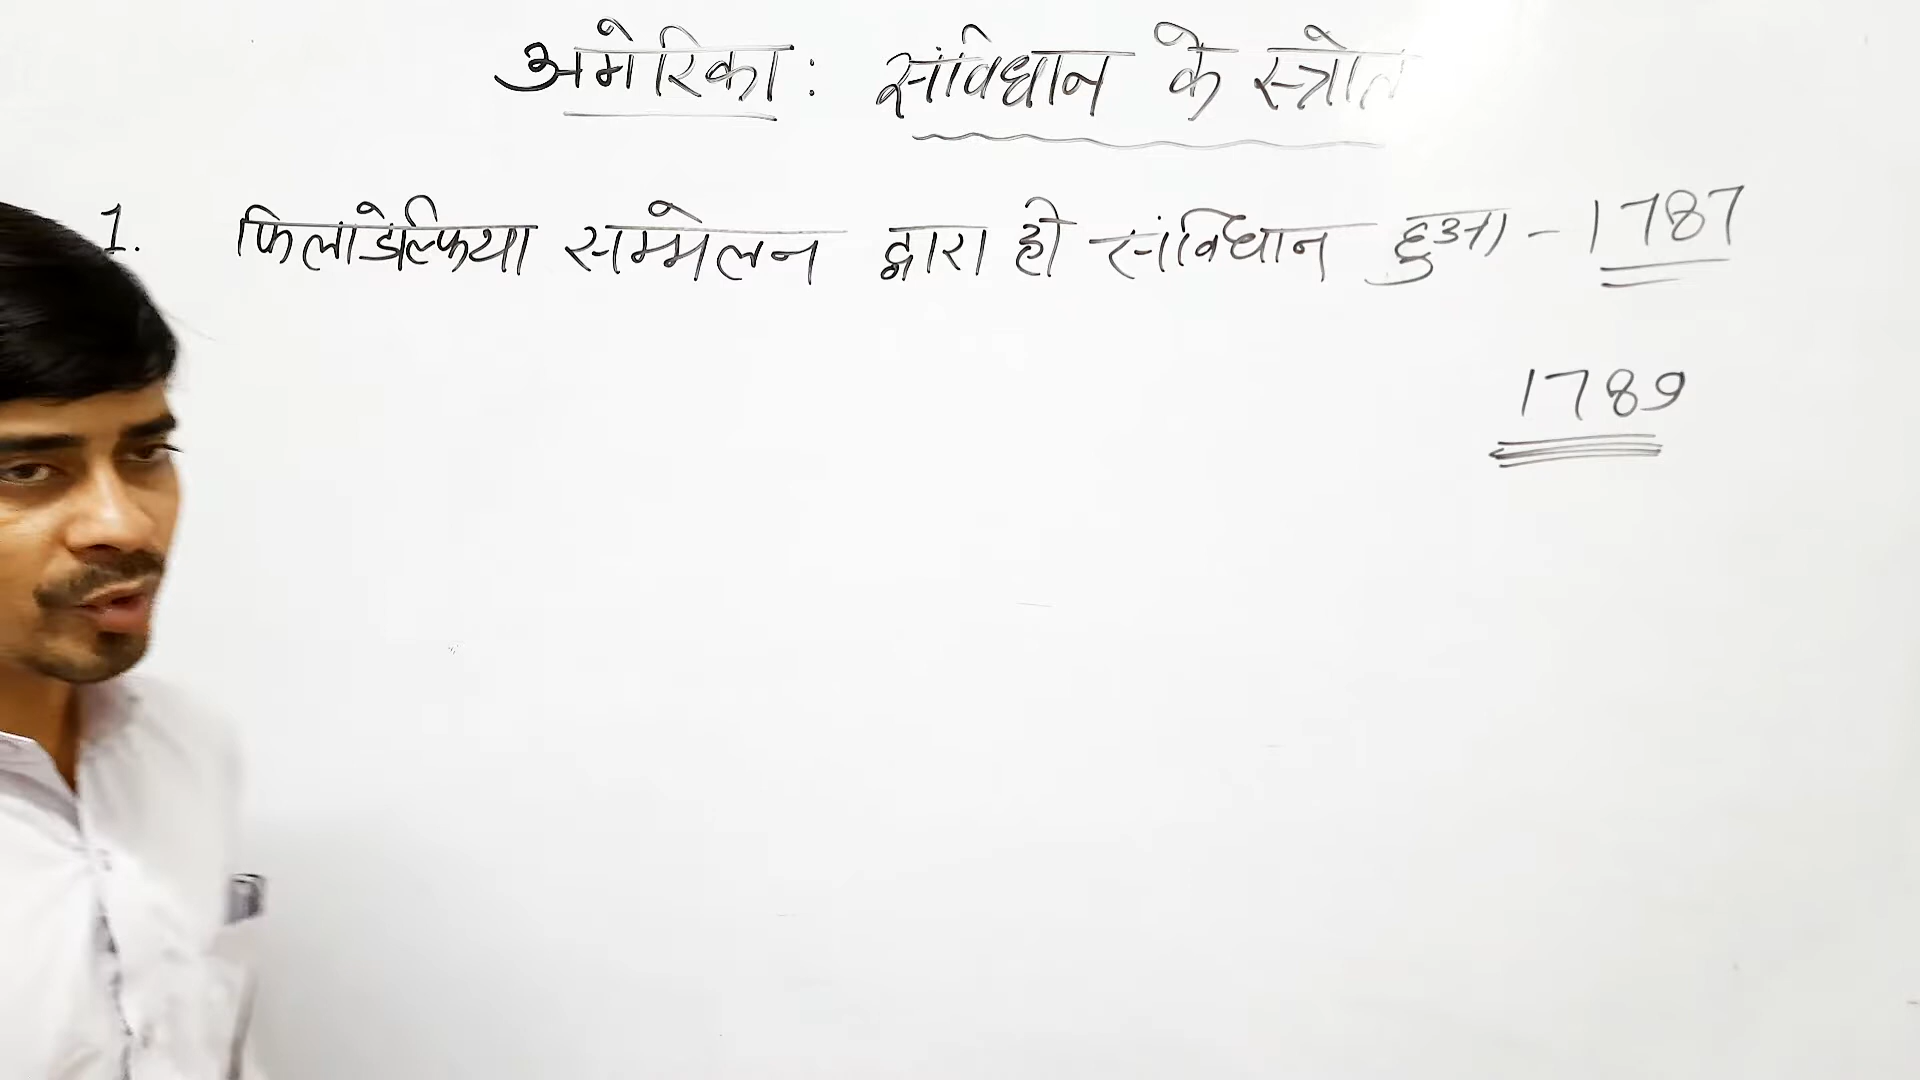 अमेरिका: संविधान के स्त्रोत
1. फिलाडेल्फिया सम्मेलन द्वारा ही संविधान हुआ - 1787
1789